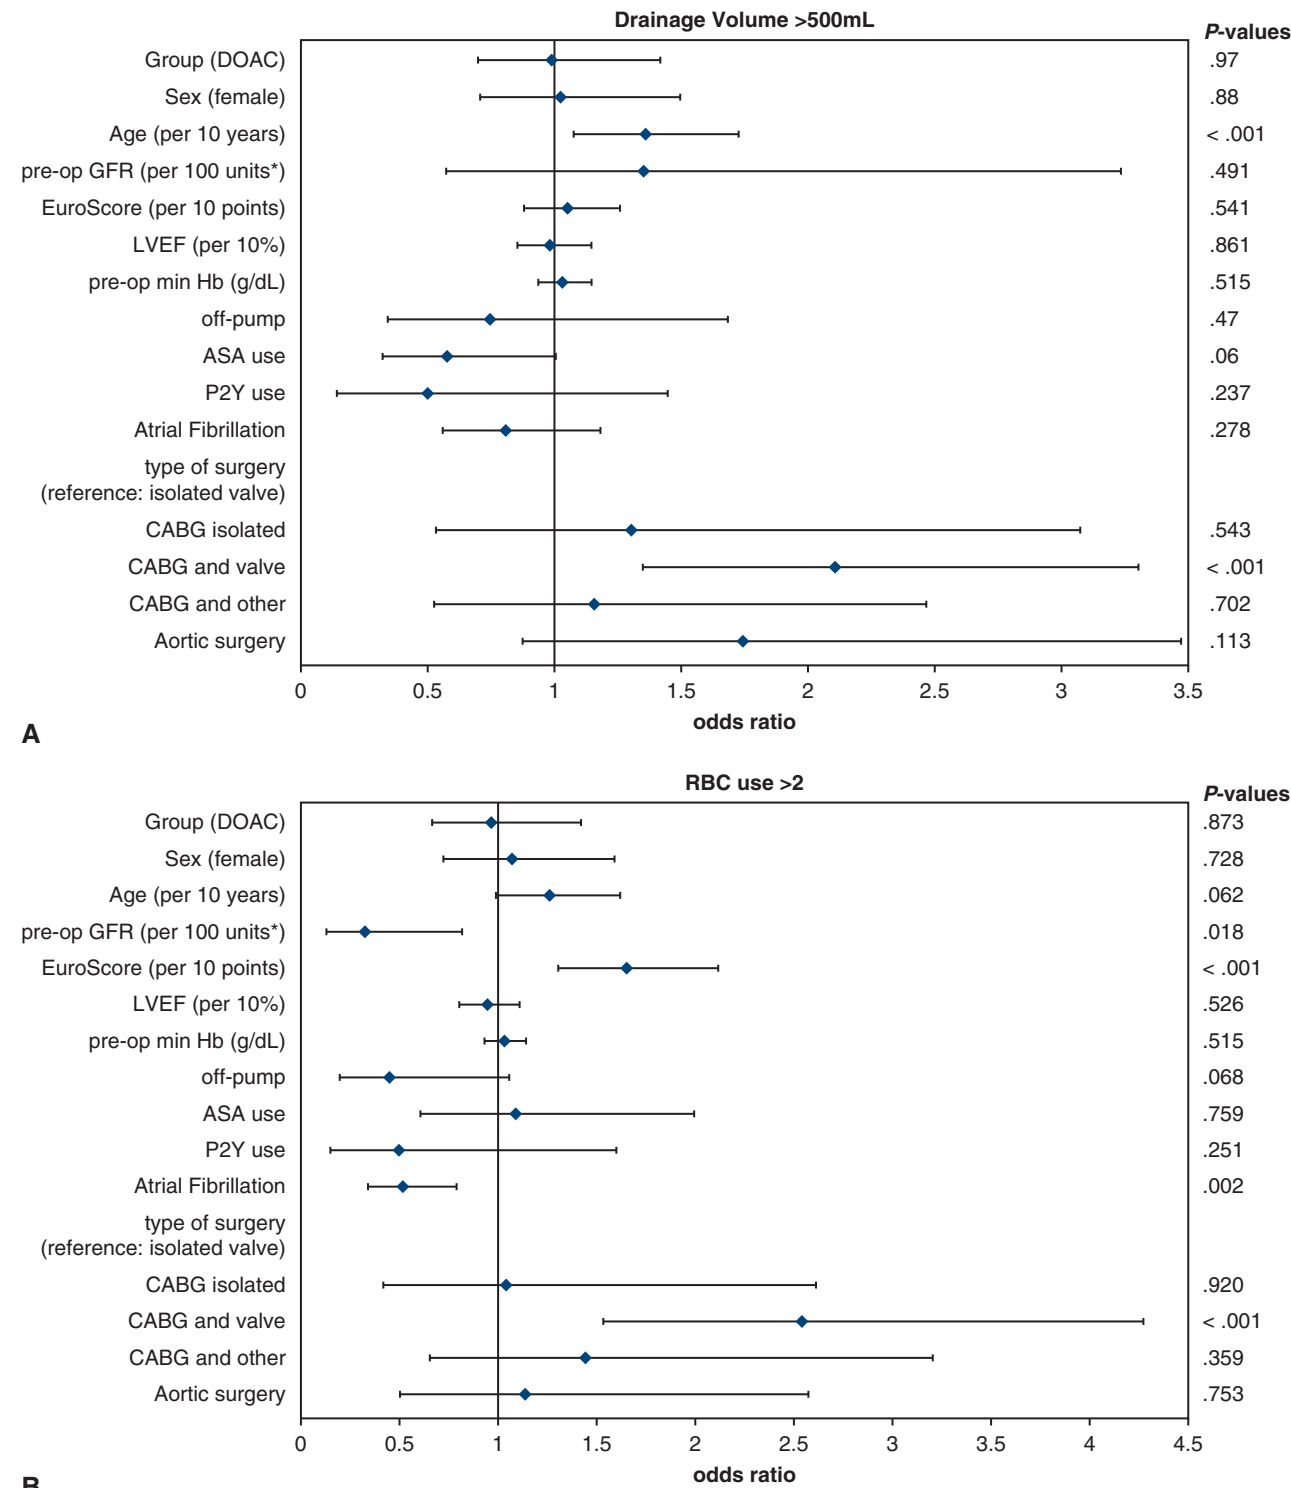 Drainage Volume >500mL
P-values
Group (DOAC) .97
Sex (female) .88
Age (per 10 years) < .001
pre-op GFR (per 100 units*) .491
EuroScore (per 10 points) .541
LVEF (per 10%) .861
pre-op min Hb (g/dL) .515
off-pump .47
ASA use .06
P2Y use .237
Atrial Fibrillation .278
type of surgery
(reference: isolated valve)
CABG isolated .543
CABG and valve < .001
CABG and other .702
Aortic surgery .113
0 0.5 1 1.5 2 2.5 3 3.5
odds ratio
A
RBC use >2
P-values
Group (DOAC) .873
Sex (female) .728
Age (per 10 years) .062
pre-op GFR (per 100 units*) .018
EuroScore (per 10 points) < .001
LVEF (per 10%) .526
pre-op min Hb (g/dL) .515
off-pump .068
ASA use .759
P2Y use .251
Atrial Fibrillation .002
type of surgery
(reference: isolated valve)
CABG isolated .920
CABG and valve < .001
CABG and other .359
Aortic surgery .753
0 0.5 1 1.5 2 2.5 3 3.5 4 4.5
odds ratio
B